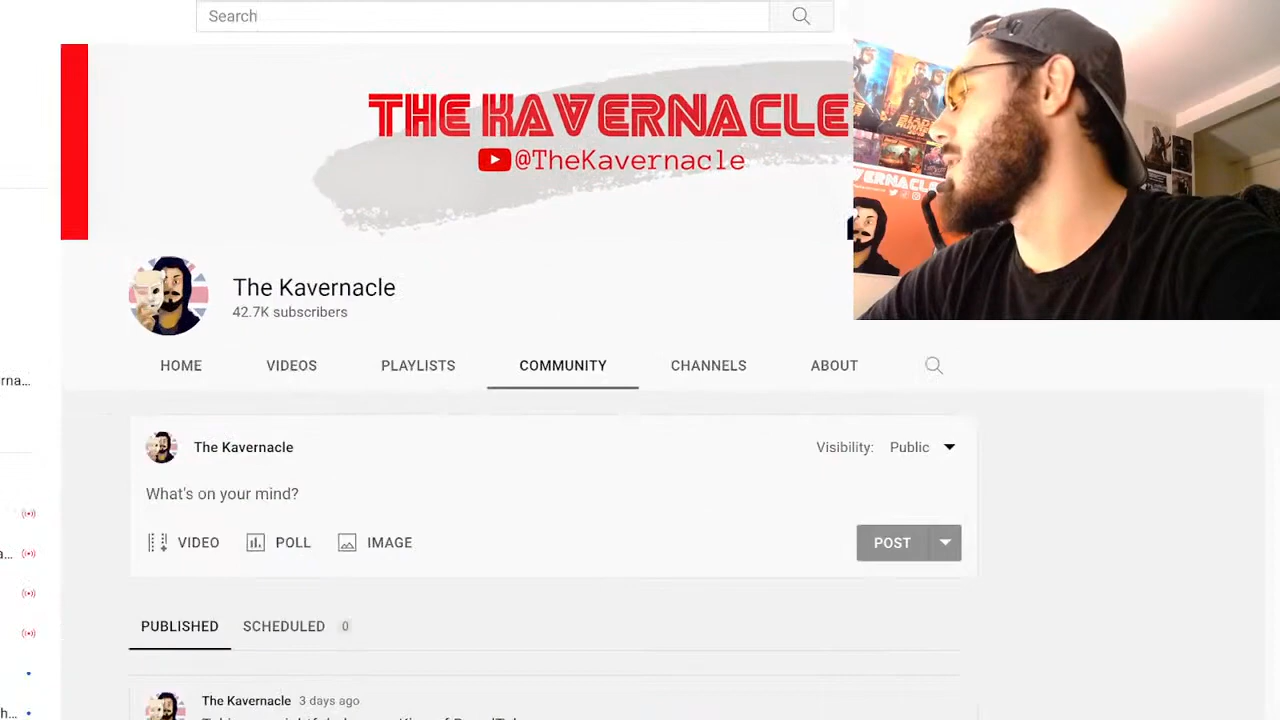 Search
THE KAVERNACLE
@TheKavernacle
The Kavernacle
42.7K subscribers
HOME VIDEOS PLAYLISTS COMMUNITY CHANNELS ABOUT
The Kavernacle Visibility: Public
What's on your mind?
VIDEO POLL IMAGE POST
PUBLISHED SCHEDULED 0
The Kavernacle 3 days ago